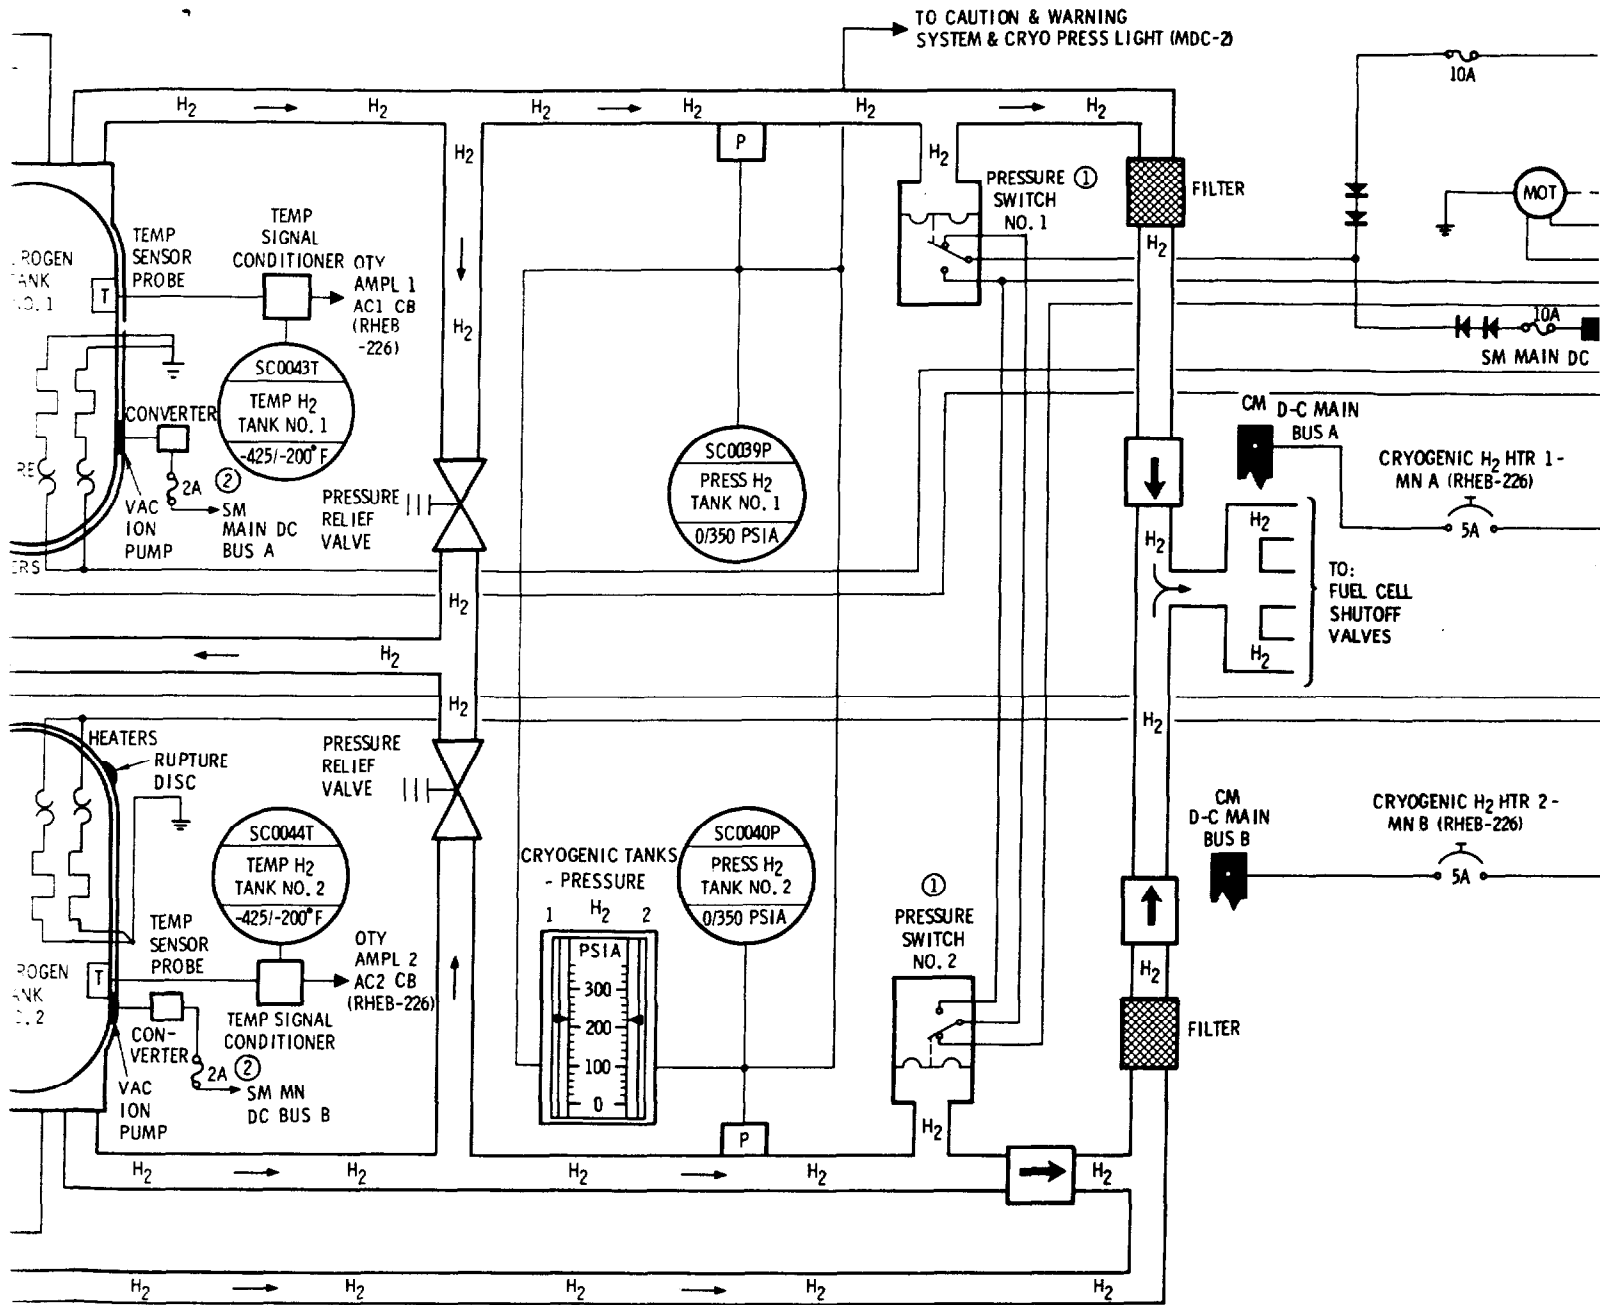 TO CAUTION & WARNING
SYSTEM & CRYO PRESS LIGHT (MDC-2)
10A
H2 H2 H2 H2 H2
H2
P
H2
PRESSURE 1
SWITCH
NO. 1
FILTER
MOT
H2
TEMP
SENSOR
PROBE
TEMP
SIGNAL
CONDITIONER
QTY
AMPL 1
AC1 CB
(RHEB
-226)
ROGEN
TANK
NO. 1
T
H2
10A
SM MAIN DC
SC0043T
TEMP H2
TANK NO. 1
-425/-200°F
CONVERTER
2A
2
SM
MAIN DC
BUS A
VAC
ION
PUMP
ERS
PRESSURE
RELIEF
VALVE
SC0039P
PRESS H2
TANK NO. 1
0/350 PSIA
CM
D-C MAIN
BUS A
CRYOGENIC H2 HTR 1-
MN A (RHEB-226)
5A
H2
H2
H2
TO:
FUEL CELL
SHUTOFF
VALVES
H2
H2
H2
H2
HEATERS
RUPTURE
DISC
PRESSURE
RELIEF
VALVE
SC0044T
TEMP H2
TANK NO. 2
-425/-200°F
CRYOGENIC TANKS
- PRESSURE
1 H2 2
PSIA
300
200
100
0
SC0040P
PRESS H2
TANK NO. 2
0/350 PSIA
1
PRESSURE
SWITCH
NO. 2
CM
D-C MAIN
BUS B
CRYOGENIC H2 HTR 2-
MN B (RHEB-226)
5A
H2
TEMP
SENSOR
PROBE
QTY
AMPL 2
AC2 CB
(RHEB-226)
ROGEN
TANK
T
TEMP SIGNAL
CONDITIONER
CON-
VERTER
2A
2
SM MN
DC BUS B
VAC
ION
PUMP
FILTER
P
H2
H2 H2 H2 H2 H2
H2 H2 H2 H2 H2